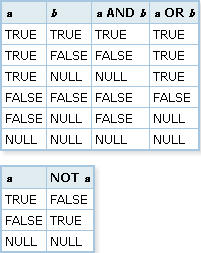 a b a AND b a OR b
TRUE TRUE TRUE TRUE
TRUE FALSE FALSE TRUE
TRUE NULL NULL TRUE
FALSE FALSE FALSE FALSE
FALSE NULL FALSE NULL
NULL NULL NULL NULL
a NOT a
TRUE FALSE
FALSE TRUE
NULL NULL